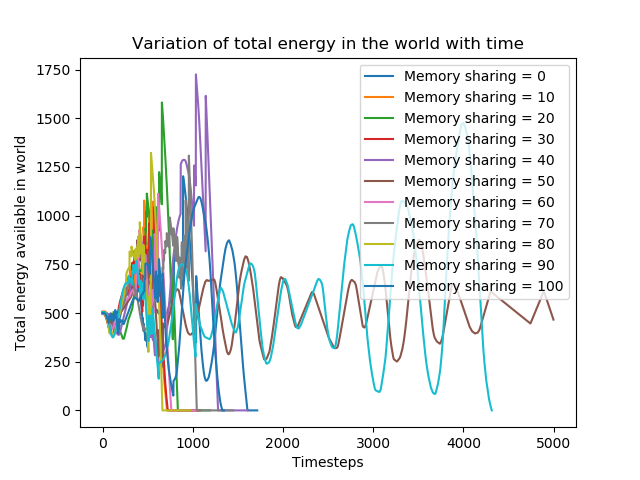 Variation of total energy in the world with time
Total energy available in world
1750
1500
1250
1000
750
500
250
0
Memory sharing = 0
Memory sharing = 10
Memory sharing = 20
Memory sharing = 30
Memory sharing = 40
Memory sharing = 50
Memory sharing = 60
Memory sharing = 70
Memory sharing = 80
Memory sharing = 90
Memory sharing = 100
0 1000 2000 3000 4000 5000
Timesteps